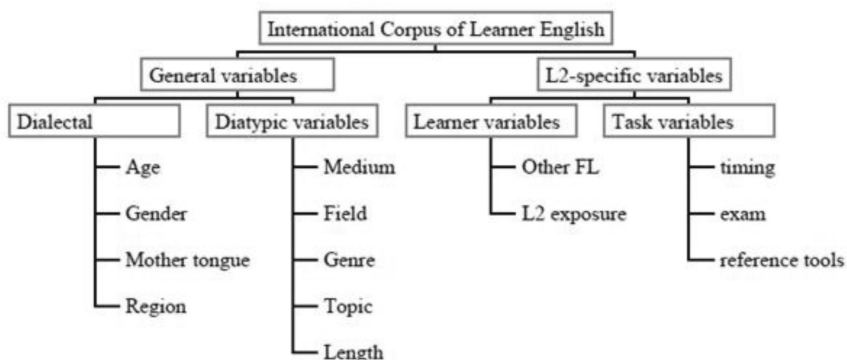 International Corpus of Learner English
General variables
L2-specific variables
Dialectal
Diatypic variables
Learner variables
Task variables
Age
Gender
Mother tongue
Region
Medium
Field
Genre
Topic
Length
Other FL
L2 exposure
timing
exam
reference tools